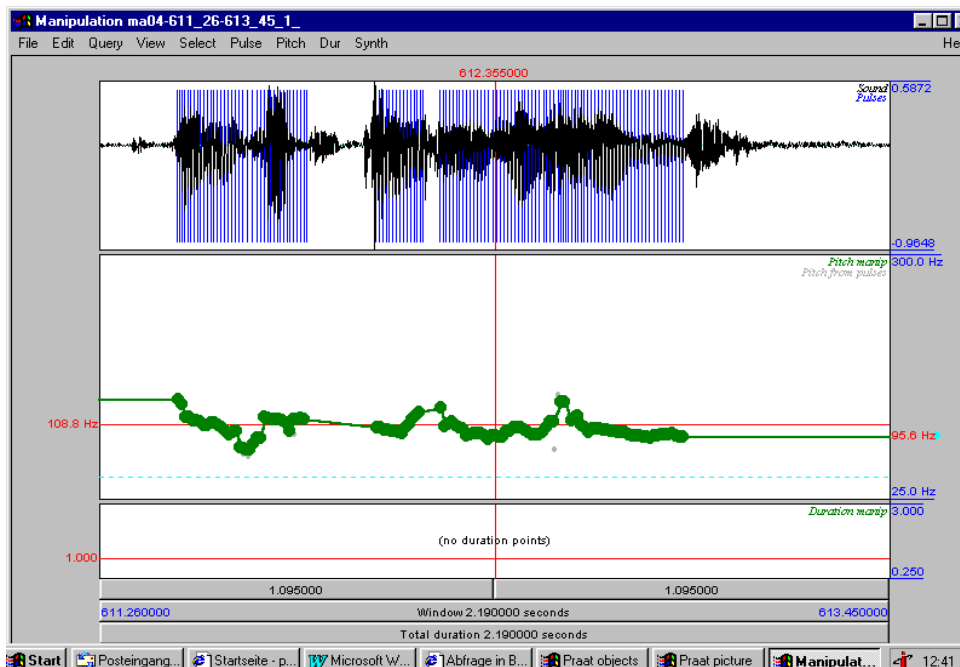 Manipulation ma04-611_26-613_45_1_
File Edit Query View Select Pulse Pitch Dur Synth He
612.355000
Sound 0.5872
Pulses
-0.9648
Pitch manip 300.0 Hz
Pitch from pulses
108.8 Hz
95.6 Hz
25.0 Hz
Duration manip 3.000
(no duration points)
1.000
0.250
1.095000 1.095000
611.260000 Window 2.190000 seconds 613.450000
Total duration 2.190000 seconds
Start Posteingang... Startseite - p... Microsoft W... Abfrage in B... Praat objects Praat picture Manipulat... 12:41